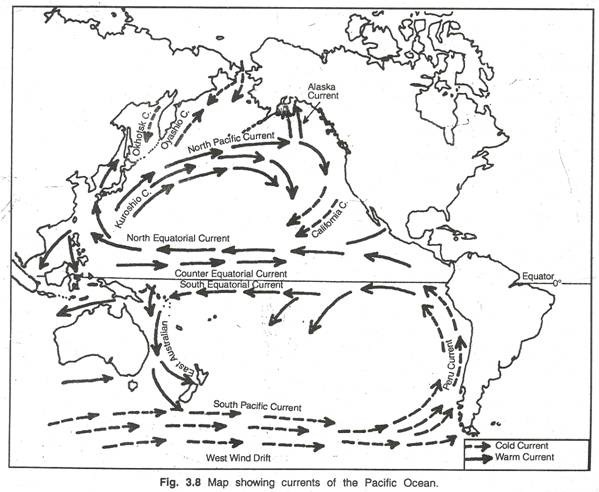 Alaska
Current
Okhotsk C.
Oyashio C.
North Pacific Current
Kuroshio C.
California C.
North Equatorial Current
Counter Equatorial Current
South Equatorial Current
Equator
0°
East Australian
Peru Current
South Pacific Current
West Wind Drift
Cold Current
Warm Current
Fig. 3.8 Map showing currents of the Pacific Ocean.